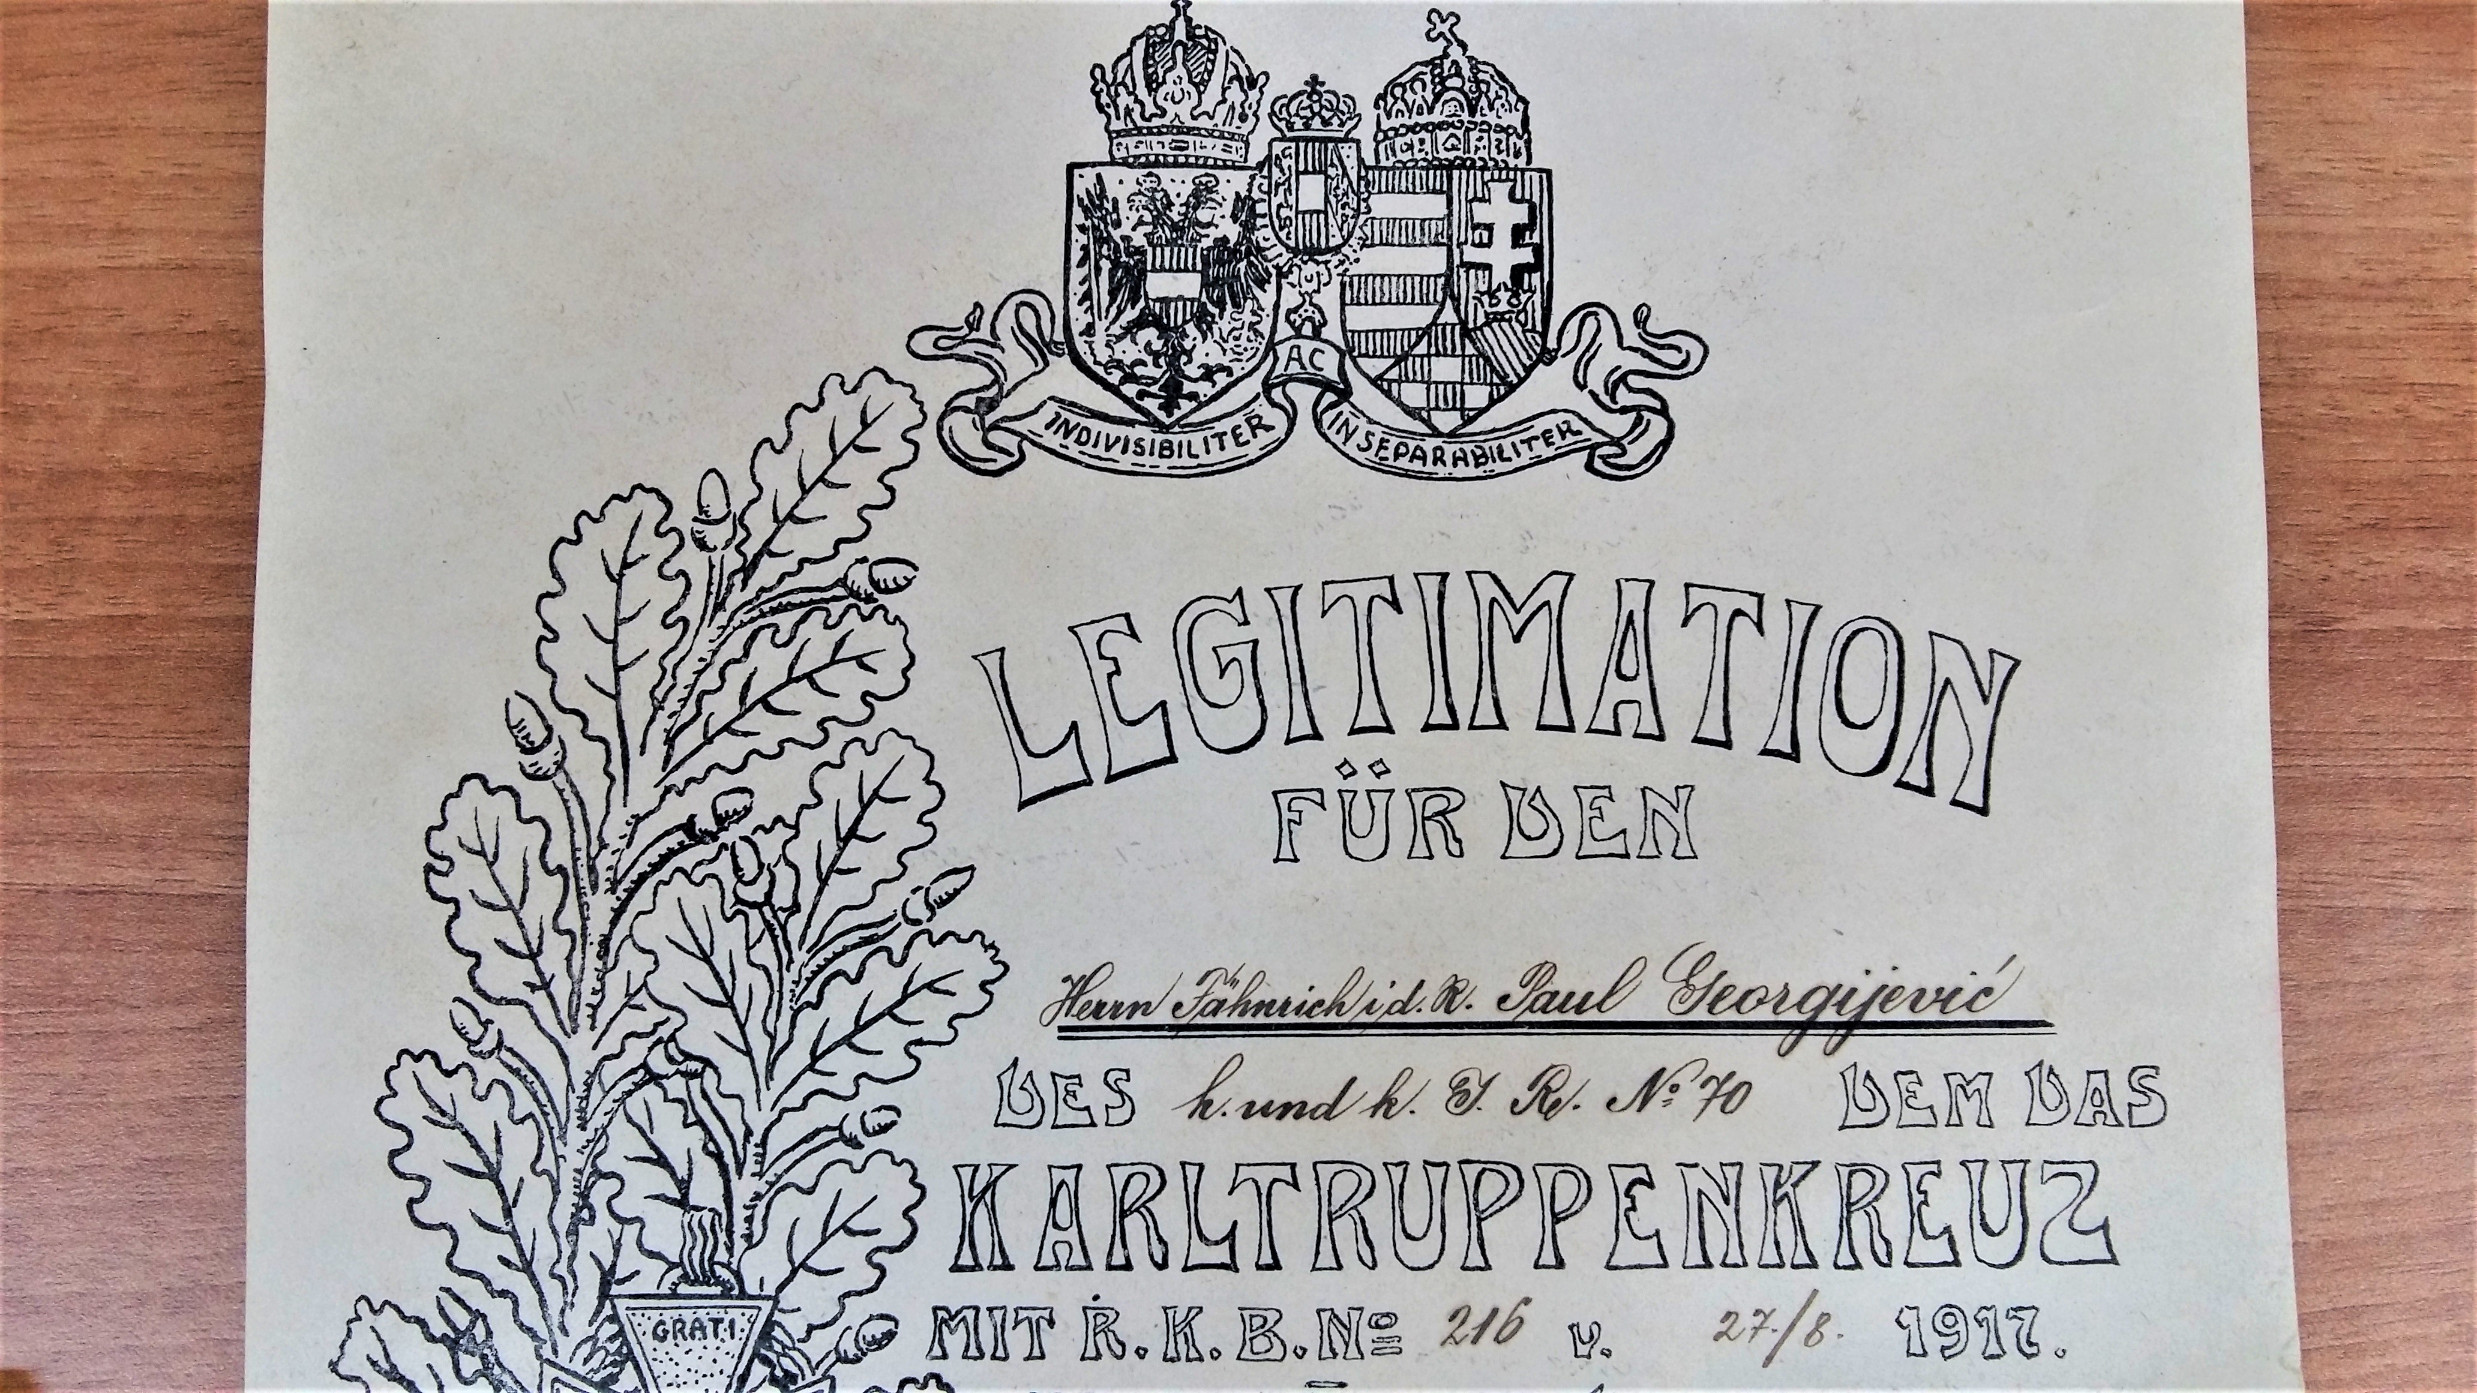 AC
INDIVISIBILITER INSEPARABILITER
LEGITIMATION
FÜR DEN
Herrn Fähnrich i. d. R. Paul Georgijević
DES k. und k. I. R. No 70 DEM DAS
KARLTRUPPENKREUZ
MIT R. K. B. No 216 v. 27./8. 1917.
GRATI